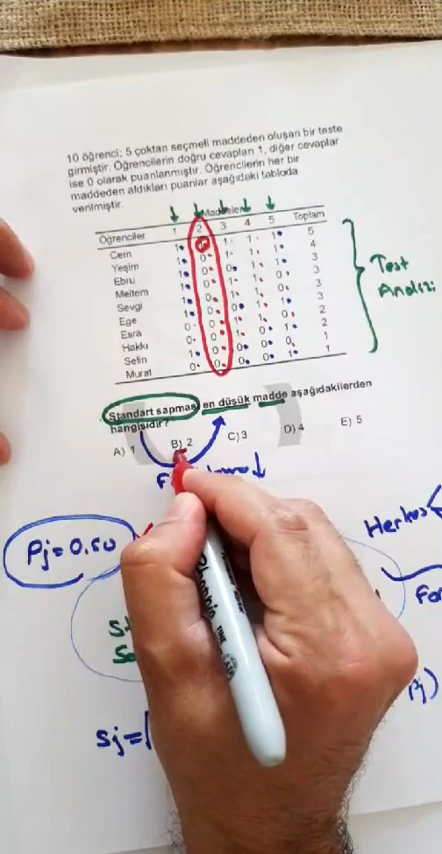 10 öğrenci; 5 çoktan seçmeli maddeden oluşan bir teste
girmiştir. Öğrencilerin doğru cevapları 1, diğer cevaplar
ise 0 olarak puanlanmıştır. Öğrencilerin her bir
maddeden aldıkları puanlar aşağıdaki tabloda
verilmiştir.
Maddeler
Öğrenciler 1 2 3 4 5 Toplam
Cem 1 1 1 1 1 5
Yeşim 1 0 1 1 1 4
Ebru 1 0 0 1 1 3
Meltem 1 0 1 1 0 3
Sevgi 1 0 1 1 0 3
Ege 1 0 0 1 1 3
Esra 0 0 1 1 0 2
Hakkı 0 0 1 0 1 2
Selin 1 0 0 0 0 1
Murat 0 0 0 0 1 1
Test
Analizi
Standart sapması en düşük madde aşağıdakilerden
hangisidir?
A) 1 B) 2 C) 3 D) 4 E) 5
Pj=0.50
Herkes
Sj=